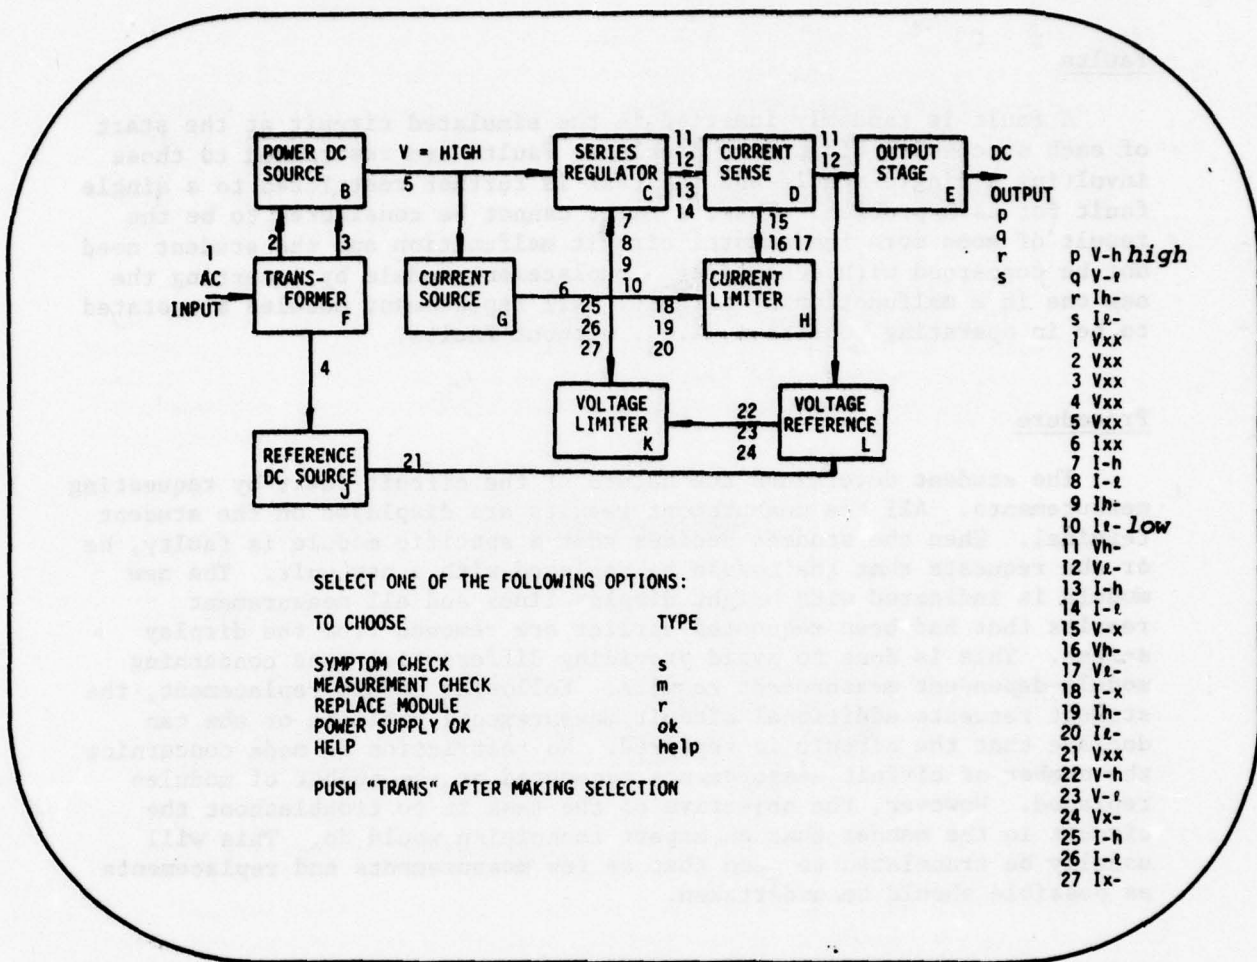 POWER DC
SOURCE
B
V = HIGH
5
SERIES
REGULATOR
C
11
12
13
14
CURRENT
SENSE
D
11
12
OUTPUT
STAGE
E
DC
OUTPUT
p
q
r
s
2
3
7
8
9
10
15
16 17
AC
INPUT
TRANS-
FORMER
F
CURRENT
SOURCE
G
6
25
26
27
18
19
20
CURRENT
LIMITER
H
4
VOLTAGE
LIMITER
K
22
23
24
VOLTAGE
REFERENCE
L
REFERENCE
DC SOURCE
J
21
p V-h high
q V-ℓ
r Ih-
s Iℓ-
1 Vxx
2 Vxx
3 Vxx
4 Vxx
5 Vxx
6 Ixx
7 I-h
8 I-ℓ
9 Ih-
10 Iℓ- low
11 Vh-
12 Vℓ-
13 I-h
14 I-ℓ
15 V-x
16 Vh-
17 Vℓ-
18 I-x
19 Ih-
20 Iℓ-
21 Vxx
22 V-h
23 V-ℓ
24 Vx-
25 I-h
26 I-ℓ
27 Ix-
SELECT ONE OF THE FOLLOWING OPTIONS:
TO CHOOSE TYPE
SYMPTOM CHECK s
MEASUREMENT CHECK m
REPLACE MODULE r
POWER SUPPLY OK ok
HELP help
PUSH "TRANS" AFTER MAKING SELECTION